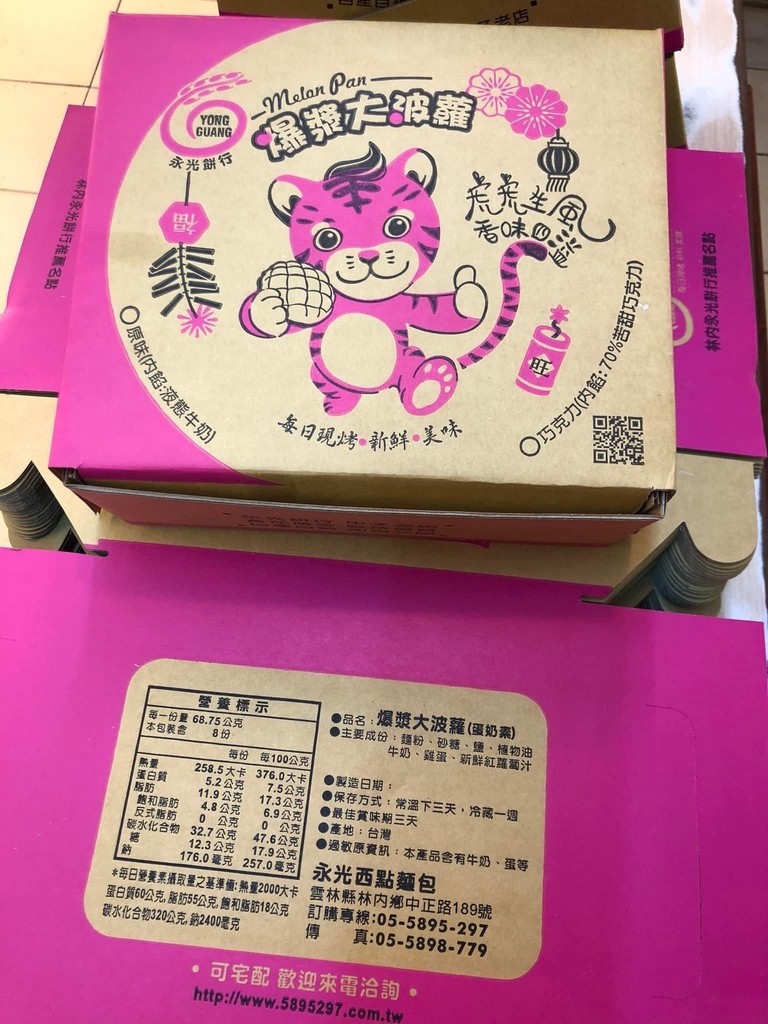 老店
Melon Pan
爆漿大波蘿
YONG
GUANG
永光餅行
福
虎虎生風
香味四溢
旺
原味(內餡:液態牛奶)
巧克力(內餡:70%苦甜巧克力)
每日現烤•新鮮•美味
林內永光餅行推薦名點
林內永光餅行推薦名點
營養標示
每一份量 68.75 公克
本包裝含 8份
每份 每100公克
熱量 258.5大卡 376.0大卡
蛋白質 5.2 公克 7.5公克
脂肪 11.9 公克 17.3公克
飽和脂肪 4.8 公克 6.9公克
反式脂肪 0 公克 0 公克
碳水化合物 32.7公克 47.6公克
糖 12.3公克 17.9公克
鈉 176.0毫克 257.0毫克
*每日營養素攝取量之基準值:熱量2000大卡
蛋白質60公克,脂肪55公克,飽和脂肪18公克
碳水化合物320公克,鈉2400毫克
●品名:爆漿大波蘿(蛋奶素)
●主要成份:麵粉、砂糖、鹽、植物油
牛奶、雞蛋、新鮮紅蘿蔔汁
●製造日期:
●保存方式:常溫下三天,冷藏一週
●最佳賞味期三天
●產地:台灣
●過敏原資訊:本產品含有牛奶、蛋等
永光西點麵包
雲林縣林內鄉中正路189號
訂購專線:05-5895-297
傳 真:05-5898-779
•可宅配 歡迎來電洽詢•
http://www.5895297.com.tw